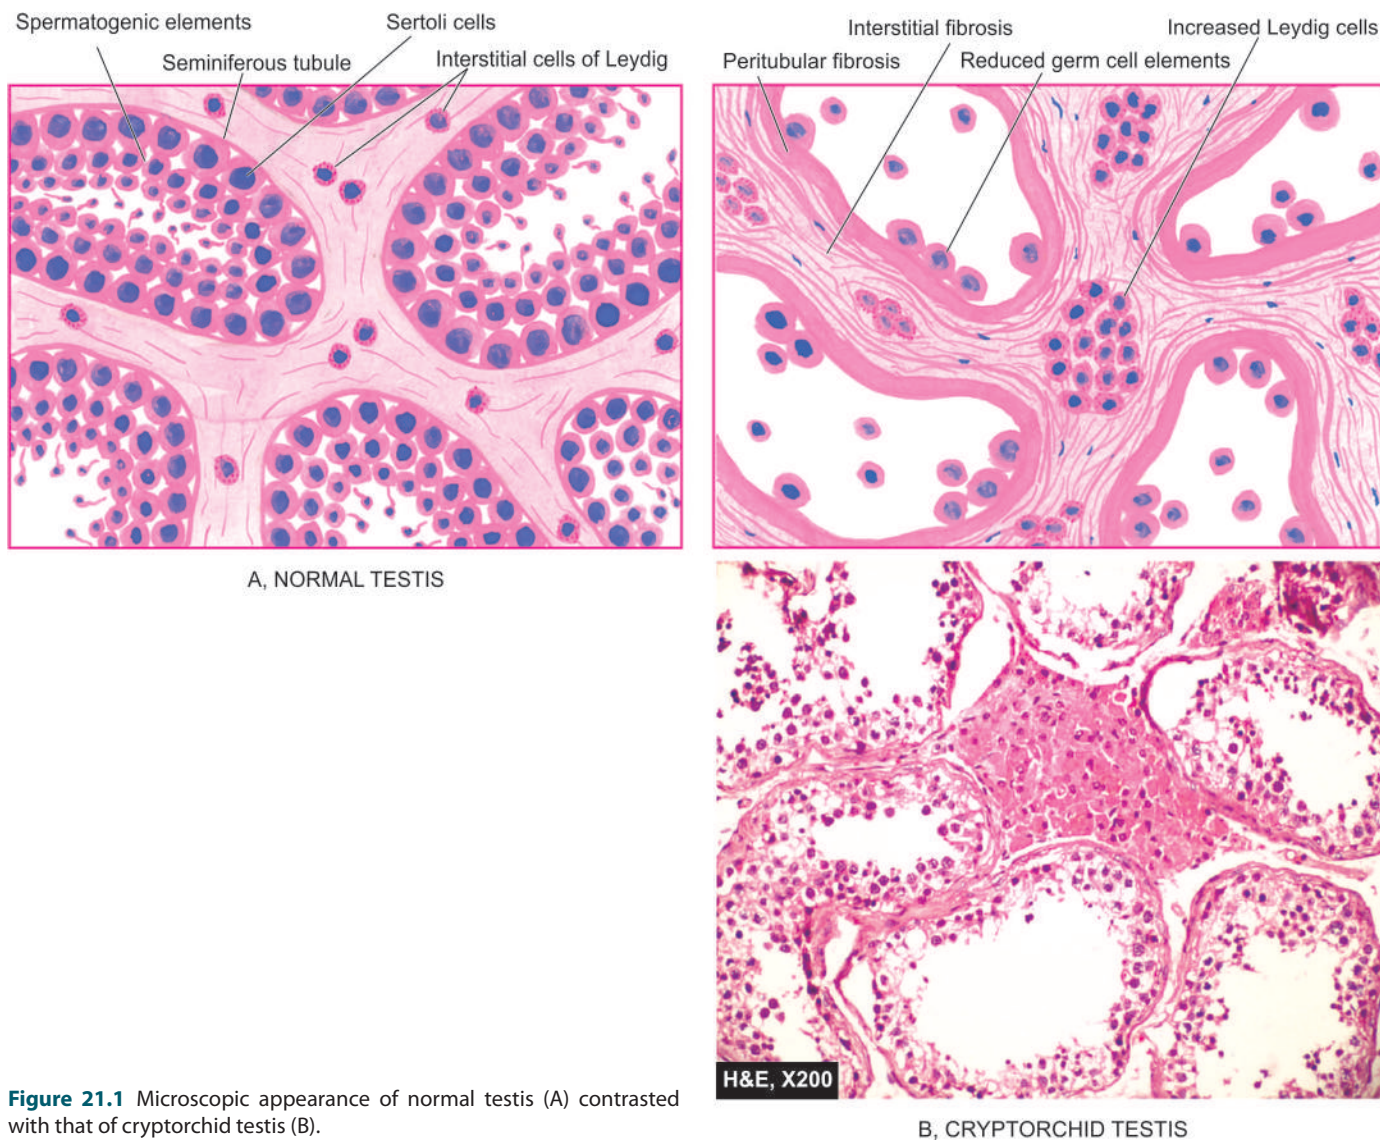 Spermatogenic elements
Sertoli cells
Seminiferous tubule
Interstitial cells of Leydig
Interstitial fibrosis
Increased Leydig cells
Peritubular fibrosis
Reduced germ cell elements
A, NORMAL TESTIS
H&E, X200
Figure 21.1 Microscopic appearance of normal testis (A) contrasted
with that of cryptorchid testis (B).
B, CRYPTORCHID TESTIS